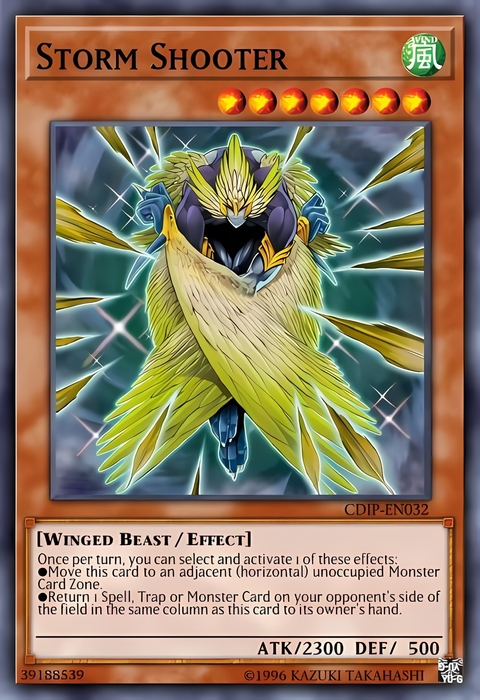 STORM SHOOTER
WIND
風
CDIP-EN032
[WINGED BEAST / EFFECT]
Once per turn, you can select and activate 1 of these effects:
●Move this card to an adjacent (horizontal) unoccupied Monster
Card Zone.
●Return 1 Spell, Trap or Monster Card on your opponent's side of
the field in the same column as this card to its owner's hand.
ATK/2300 DEF/ 500
39188539
©1996 KAZUKI TAKAHASHI